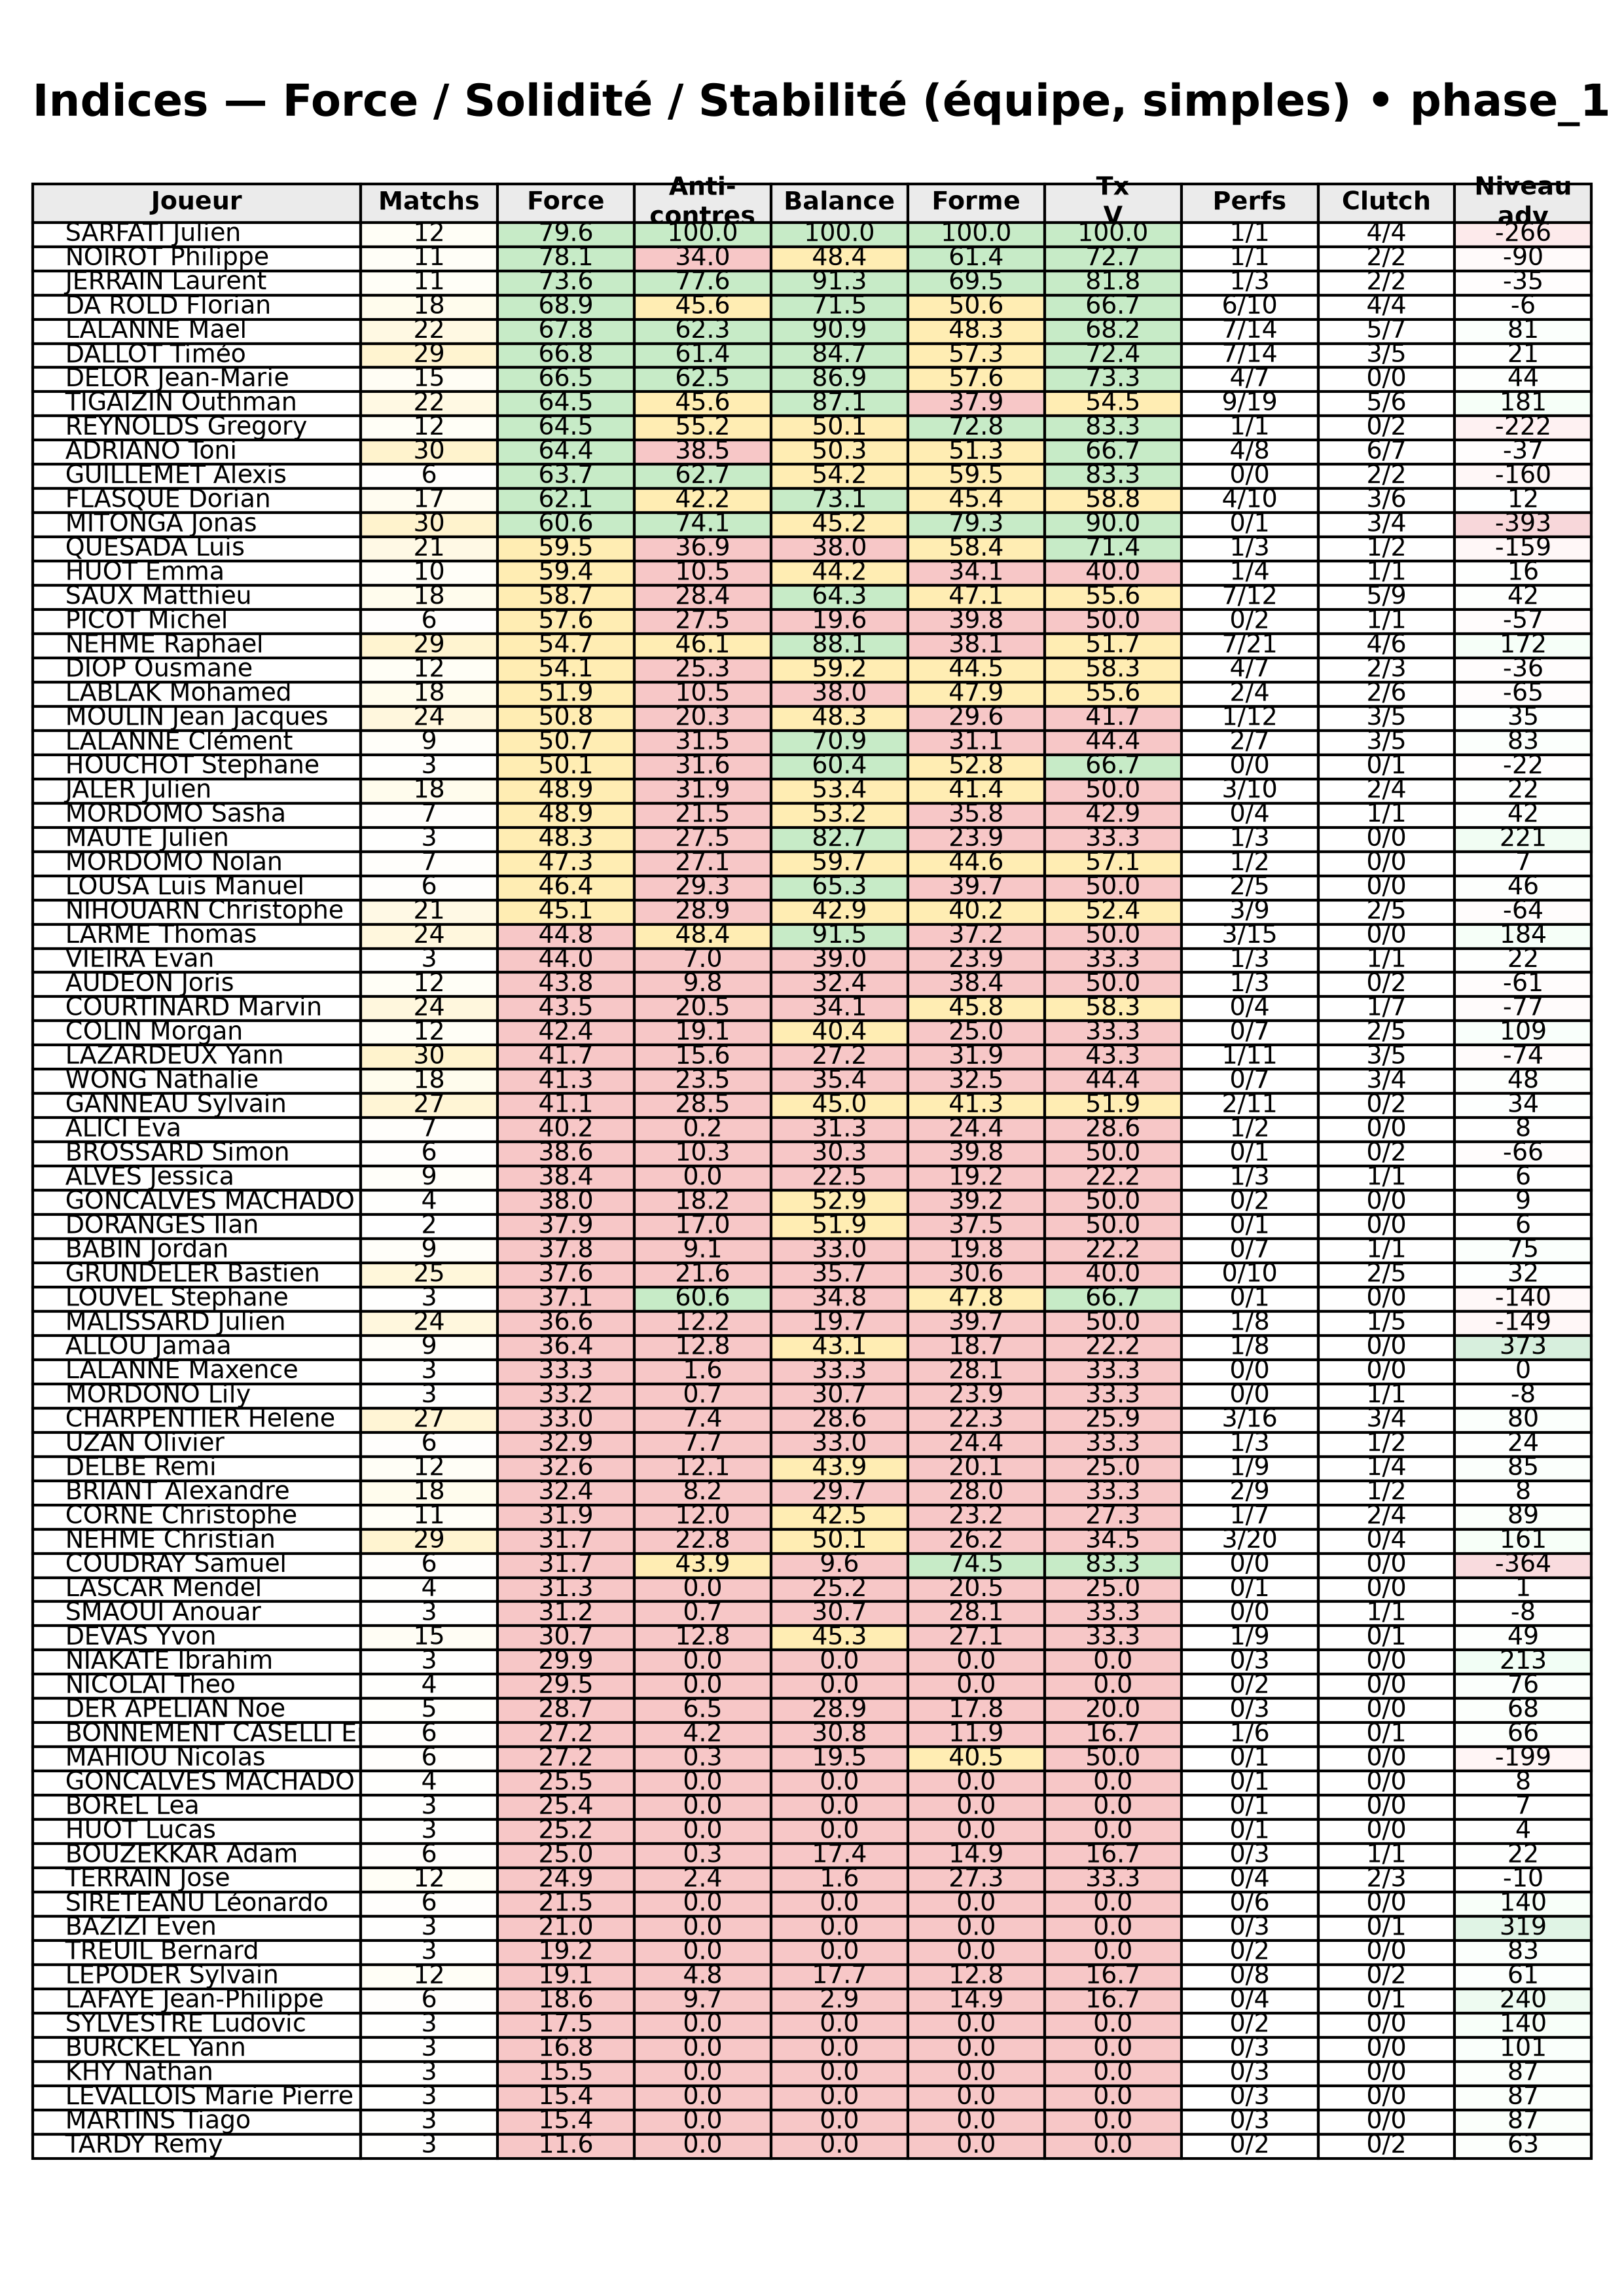 Indices — Force / Solidité / Stabilité (équipe, simples) • phase_1
Joueur Matchs Force Anti-contres Balance Forme Tx V Perfs Clutch Niveau adv
SARFATI Julien 12 79.6 100.0 100.0 100.0 100.0 1/1 4/4 -266
NOIROT Philippe 11 78.1 34.0 48.4 61.4 72.7 1/1 2/2 -90
JERRAIN Laurent 11 73.6 77.6 91.3 69.5 81.8 1/3 2/2 -35
DA ROLD Florian 18 68.9 45.6 71.5 50.6 66.7 6/10 4/4 -6
LALANNE Mael 22 67.8 62.3 90.9 48.3 68.2 7/14 5/7 81
DALLOT Timéo 29 66.8 61.4 84.7 57.3 72.4 7/14 3/5 21
DELOR Jean-Marie 15 66.5 62.5 86.9 57.6 73.3 4/7 0/0 44
TIGAIZIN Outhman 22 64.5 45.6 87.1 37.9 54.5 9/19 5/6 181
REYNOLDS Gregory 12 64.5 55.2 50.1 72.8 83.3 1/1 0/2 -222
ADRIANO Toni 30 64.4 38.5 50.3 51.3 66.7 4/8 6/7 -37
GUILLEMET Alexis 6 63.7 62.7 54.2 59.5 83.3 0/0 2/2 -160
FLASQUE Dorian 17 62.1 42.2 73.1 45.4 58.8 4/10 3/6 12
MITONGA Jonas 30 60.6 74.1 45.2 79.3 90.0 0/1 3/4 -393
QUESADA Luis 21 59.5 36.9 38.0 58.4 71.4 1/3 1/2 -159
HUOT Emma 10 59.4 10.5 44.2 34.1 40.0 1/4 1/1 16
SAUX Matthieu 18 58.7 28.4 64.3 47.1 55.6 7/12 5/9 42
PICOT Michel 6 57.6 27.5 19.6 39.8 50.0 0/2 1/1 -57
NEHME Raphael 29 54.7 46.1 88.1 38.1 51.7 7/21 4/6 172
DIOP Ousmane 12 54.1 25.3 59.2 44.5 58.3 4/7 2/3 -36
LABLAK Mohamed 18 51.9 10.5 38.0 47.9 55.6 2/4 2/6 -65
MOULIN Jean Jacques 24 50.8 20.3 48.3 29.6 41.7 1/12 3/5 35
LALANNE Clément 9 50.7 31.5 70.9 31.1 44.4 2/7 3/5 83
HOUCHOT Stephane 3 50.1 31.6 60.4 52.8 66.7 0/0 0/1 -22
JALER Julien 18 48.9 31.9 53.4 41.4 50.0 3/10 2/4 22
MORDOMO Sasha 7 48.9 21.5 53.2 35.8 42.9 0/4 1/1 42
MAUTE Julien 3 48.3 27.5 82.7 23.9 33.3 1/3 0/0 221
MORDOMO Nolan 7 47.3 27.1 59.7 44.6 57.1 1/2 0/0 7
LOUSA Luis Manuel 6 46.4 29.3 65.3 39.7 50.0 2/5 0/0 46
NIHOUARN Christophe 21 45.1 28.9 42.9 40.2 52.4 3/9 2/5 -64
LARME Thomas 24 44.8 48.4 91.5 37.2 50.0 3/15 0/0 184
VIEIRA Evan 3 44.0 7.0 39.0 23.9 33.3 1/3 1/1 22
AUDEON Joris 12 43.8 9.8 32.4 38.4 50.0 1/3 0/2 -61
COURTINARD Marvin 24 43.5 20.5 34.1 45.8 58.3 0/4 1/7 -77
COLIN Morgan 12 42.4 19.1 40.4 25.0 33.3 0/7 2/5 109
LAZARDEUX Yann 30 41.7 15.6 27.2 31.9 43.3 1/11 3/5 -74
WONG Nathalie 18 41.3 23.5 35.4 32.5 44.4 0/7 3/4 48
GANNEAU Sylvain 27 41.1 28.5 45.0 41.3 51.9 2/11 0/2 34
ALICI Eva 7 40.2 0.2 31.3 24.4 28.6 1/2 0/0 8
BROSSARD Simon 6 38.6 10.3 30.3 39.8 50.0 0/1 0/2 -66
ALVES Jessica 9 38.4 0.0 22.5 19.2 22.2 1/3 1/1 6
GONCALVES MACHADO 4 38.0 18.2 52.9 39.2 50.0 0/2 0/0 9
DORANGES Ilan 2 37.9 17.0 51.9 37.5 50.0 0/1 0/0 6
BABIN Jordan 9 37.8 9.1 33.0 19.8 22.2 0/7 1/1 75
GRUNDELER Bastien 25 37.6 21.6 35.7 30.6 40.0 0/10 2/5 32
LOUVEL Stephane 3 37.1 60.6 34.8 47.8 66.7 0/1 0/0 -140
MALISSARD Julien 24 36.6 12.2 19.7 39.7 50.0 1/8 1/5 -149
ALLOU Jamaa 9 36.4 12.8 43.1 18.7 22.2 1/8 0/0 373
LALANNE Maxence 3 33.3 1.6 33.3 28.1 33.3 0/0 0/0 0
MORDONO Lily 3 33.2 0.7 30.7 23.9 33.3 0/0 1/1 -8
CHARPENTIER Helene 27 33.0 7.4 28.6 22.3 25.9 3/16 3/4 80
UZAN Olivier 6 32.9 7.7 33.0 24.4 33.3 1/3 1/2 24
DELBE Remi 12 32.6 12.1 43.9 20.1 25.0 1/9 1/4 85
BRIANT Alexandre 18 32.4 8.2 29.7 28.0 33.3 2/9 1/2 8
CORNE Christophe 11 31.9 12.0 42.5 23.2 27.3 1/7 2/4 89
NEHME Christian 29 31.7 22.8 50.1 26.2 34.5 3/20 0/4 161
COUDRAY Samuel 6 31.7 43.9 9.6 74.5 83.3 0/0 0/0 -364
LASCAR Mendel 4 31.3 0.0 25.2 20.5 25.0 0/1 0/0 1
SMAOUI Anouar 3 31.2 0.7 30.7 28.1 33.3 0/0 1/1 -8
DEVAS Yvon 15 30.7 12.8 45.3 27.1 33.3 1/9 0/1 49
NIAKATE Ibrahim 3 29.9 0.0 0.0 0.0 0.0 0/3 0/0 213
NICOLAI Theo 4 29.5 0.0 0.0 0.0 0.0 0/2 0/0 76
DER APELIAN Noe 5 28.7 6.5 28.9 17.8 20.0 0/3 0/0 68
BONNEMENT CASELLI E 6 27.2 4.2 30.8 11.9 16.7 1/6 0/1 66
MAHIOU Nicolas 6 27.2 0.3 19.5 40.5 50.0 0/1 0/0 -199
GONCALVES MACHADO 4 25.5 0.0 0.0 0.0 0.0 0/1 0/0 8
BOREL Lea 3 25.4 0.0 0.0 0.0 0.0 0/1 0/0 7
HUOT Lucas 3 25.2 0.0 0.0 0.0 0.0 0/1 0/0 4
BOUZEKKAR Adam 6 25.0 0.3 17.4 14.9 16.7 0/3 1/1 22
TERRAIN Jose 12 24.9 2.4 1.6 27.3 33.3 0/4 2/3 -10
SIRETEANU Léonardo 6 21.5 0.0 0.0 0.0 0.0 0/6 0/0 140
BAZIZI Even 3 21.0 0.0 0.0 0.0 0.0 0/3 0/1 319
TREUIL Bernard 3 19.2 0.0 0.0 0.0 0.0 0/2 0/0 83
LEPODER Sylvain 12 19.1 4.8 17.7 12.8 16.7 0/8 0/2 61
LAFAYE Jean-Philippe 6 18.6 9.7 2.9 14.9 16.7 0/4 0/1 240
SYLVESTRE Ludovic 3 17.5 0.0 0.0 0.0 0.0 0/2 0/0 140
BURCKEL Yann 3 16.8 0.0 0.0 0.0 0.0 0/3 0/0 101
KHY Nathan 3 15.5 0.0 0.0 0.0 0.0 0/3 0/0 87
LEVALLOIS Marie Pierre 3 15.4 0.0 0.0 0.0 0.0 0/3 0/0 87
MARTINS Tiago 3 15.4 0.0 0.0 0.0 0.0 0/3 0/0 87
TARDY Remy 3 11.6 0.0 0.0 0.0 0.0 0/2 0/2 63